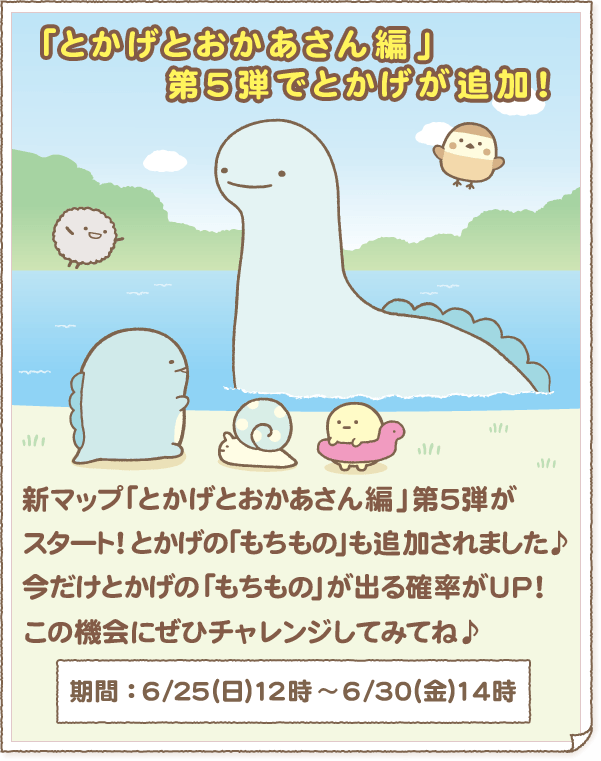 「とかげとおかあさん編」
第5弾でとかげが追加!
新マップ「とかげとおかあさん編」第5弾が
スタート!とかげの「もちもの」も追加されました♪
今だけとかげの「もちもの」が出る確率がUP!
この機会にぜひチャレンジしてみてね♪
期間：6/25(日)12時～6/30(金)14時